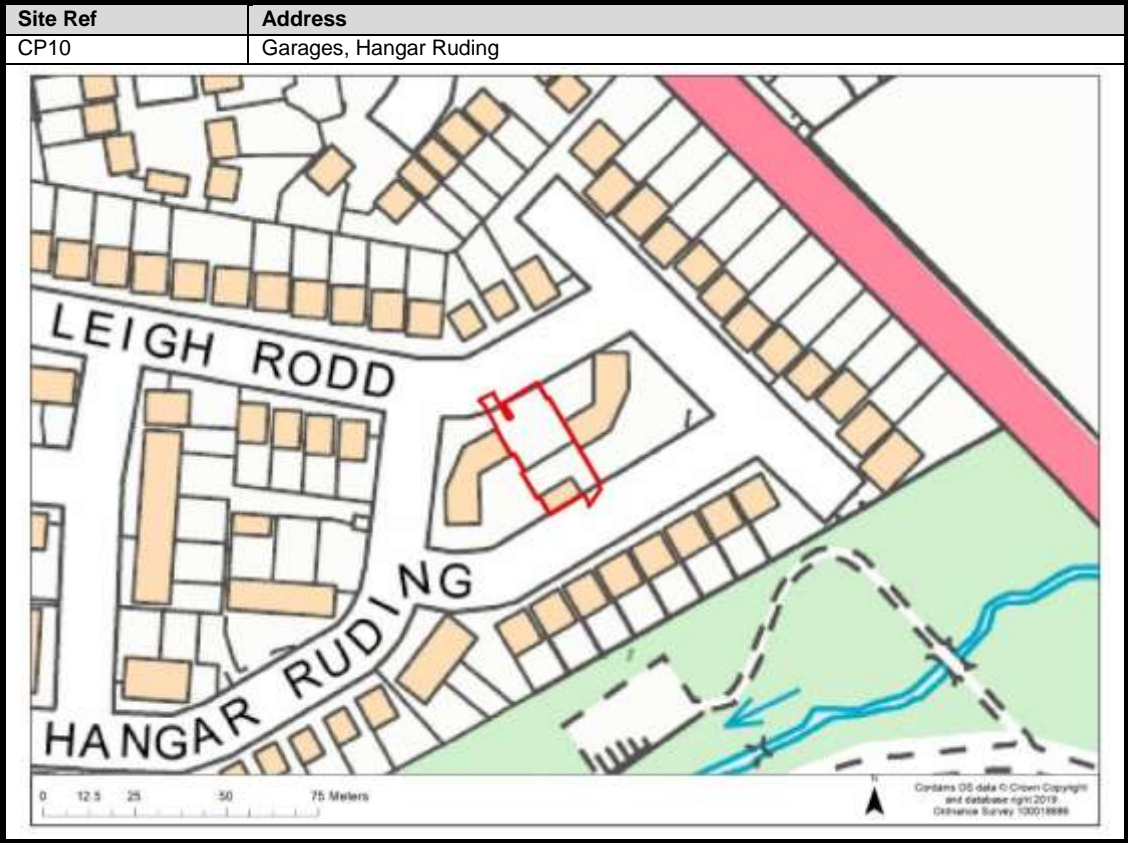 Site Ref Address
CP10 Garages, Hangar Ruding
LEIGH RODD
HANGAR RUDING
0 12.5 25 50 75 Meters
N
Contains OS data © Crown Copyright
and database right 2019
Ordnance Survey